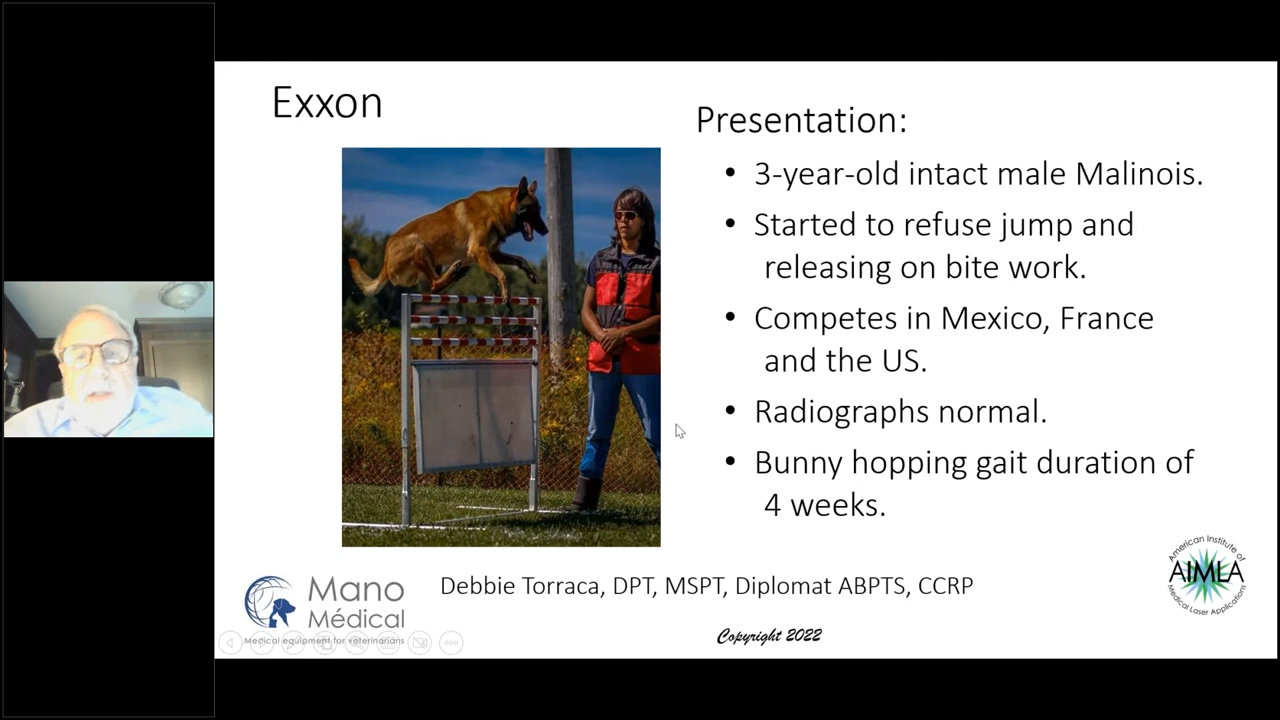 Exxon
Presentation:
• 3-year-old intact male Malinois.
• Started to refuse jump and
releasing on bite work.
• Competes in Mexico, France
and the US.
• Radiographs normal.
• Bunny hopping gait duration of
4 weeks.
Mano
Médical
Medical equipment for veterinarians
Debbie Torraca, DPT, MSPT, Diplomat ABPTS, CCRP
Copyright 2022
American Institute of
AIMLA
Medical Laser Applications